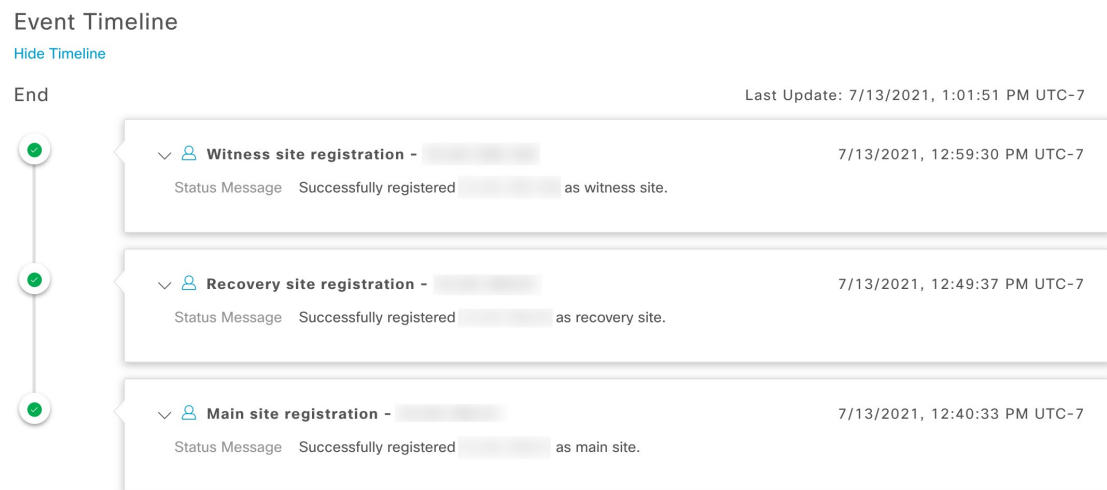 Event Timeline
Hide Timeline
End Last Update: 7/13/2021, 1:01:51 PM UTC-7
Witness site registration - 7/13/2021, 12:59:30 PM UTC-7
Status Message Successfully registered as witness site.
Recovery site registration - 7/13/2021, 12:49:37 PM UTC-7
Status Message Successfully registered as recovery site.
Main site registration - 7/13/2021, 12:40:33 PM UTC-7
Status Message Successfully registered as main site.